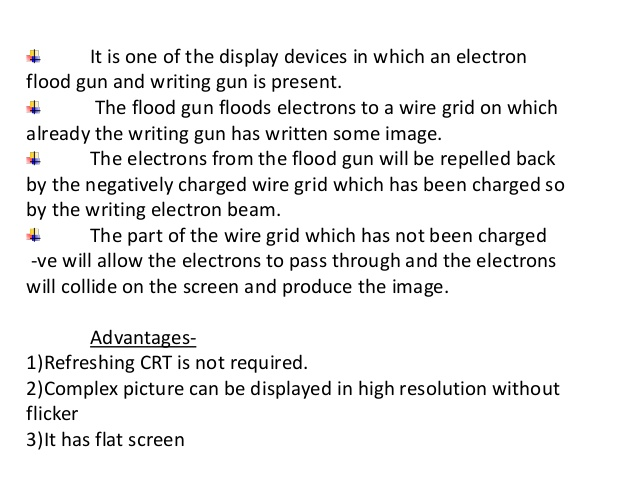 It is one of the display devices in which an electron
flood gun and writing gun is present.
The flood gun floods electrons to a wire grid on which
already the writing gun has written some image.
The electrons from the flood gun will be repelled back
by the negatively charged wire grid which has been charged so
by the writing electron beam.
The part of the wire grid which has not been charged
-ve will allow the electrons to pass through and the electrons
will collide on the screen and produce the image.
Advantages-
1)Refreshing CRT is not required.
2)Complex picture can be displayed in high resolution without
flicker
3)It has flat screen